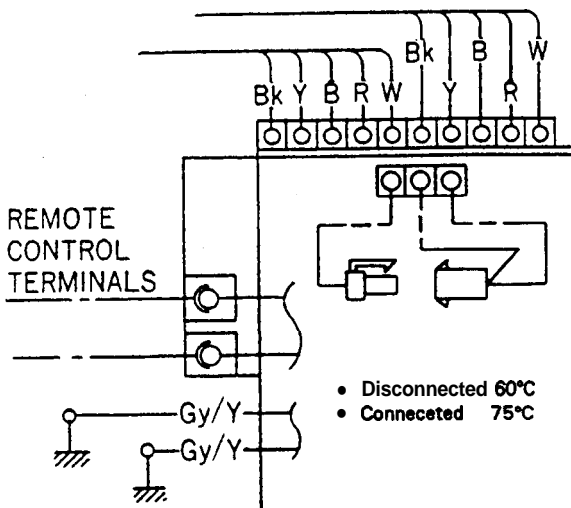 Bk Y B R W
Bk Y B R W
REMOTE
CONTROL
TERMINALS
• Disconnected 60°C
• Conneceted 75°C
Gy/Y
Gy/Y